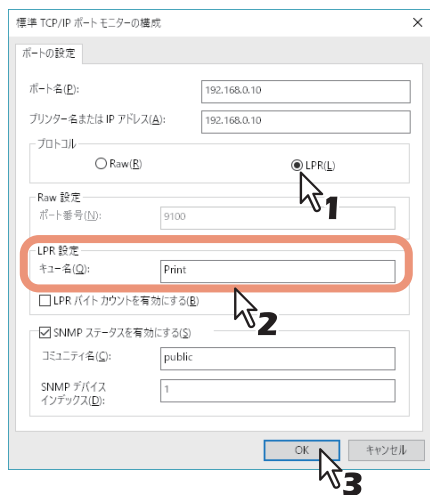 標準 TCP/IP ポート モニターの構成
ポートの設定
ポート名(P): 192.168.0.10
プリンター名または IP アドレス(A): 192.168.0.10
プロトコル
Raw(R) LPR(L)
1
Raw 設定
ポート番号(N): 9100
LPR 設定
キュー名(Q): Print
LPR バイト カウントを有効にする(B)
2
SNMP ステータスを有効にする(S)
コミュニティ名(C): public
SNMP デバイス
インデックス(D): 1
OK キャンセル
3